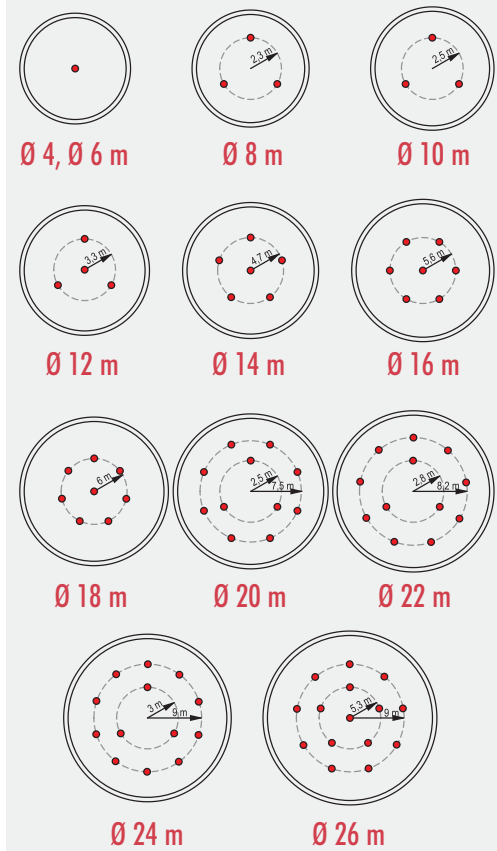 2,3 m
2,5 m
Ø 4, Ø 6 m
Ø 8 m
Ø 10 m
3,3 m
4,7 m
5,6 m
Ø 12 m
Ø 14 m
Ø 16 m
6 m
2,5 m
7,5 m
2,8 m
8,2 m
Ø 18 m
Ø 20 m
Ø 22 m
3 m
9 m
5,3 m
9 m
Ø 24 m
Ø 26 m